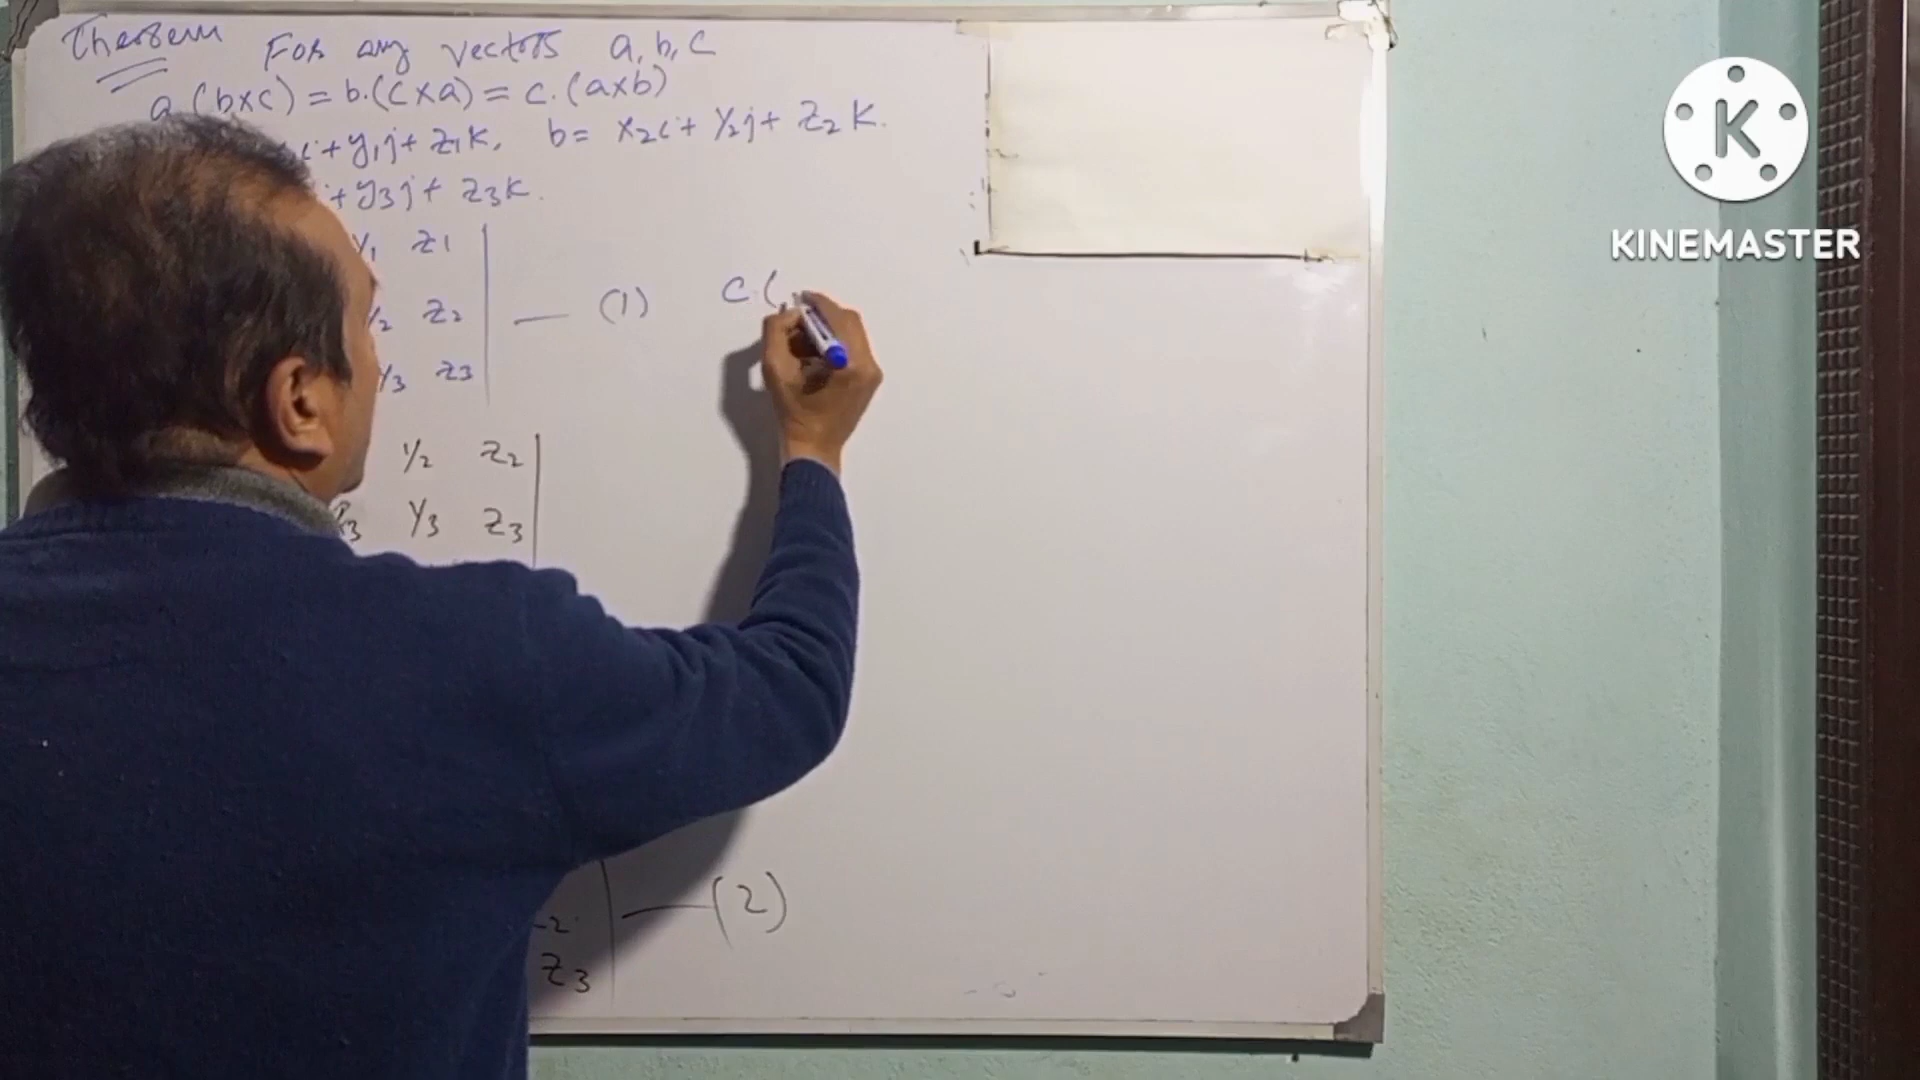 Theorem For any vectors a, b, c
a.(b×c) = b.(c×a) = c.(a×b)
i + y₁j + z₁k, b = x₂i + y₂j + z₂k.
+ y₃j + z₃k.
y₁ z₁
y₂ z₂ — (1) c.(
y₃ z₃
y₂ z₂
x₃ y₃ z₃
— (2)
z₃
K
KINEMASTER